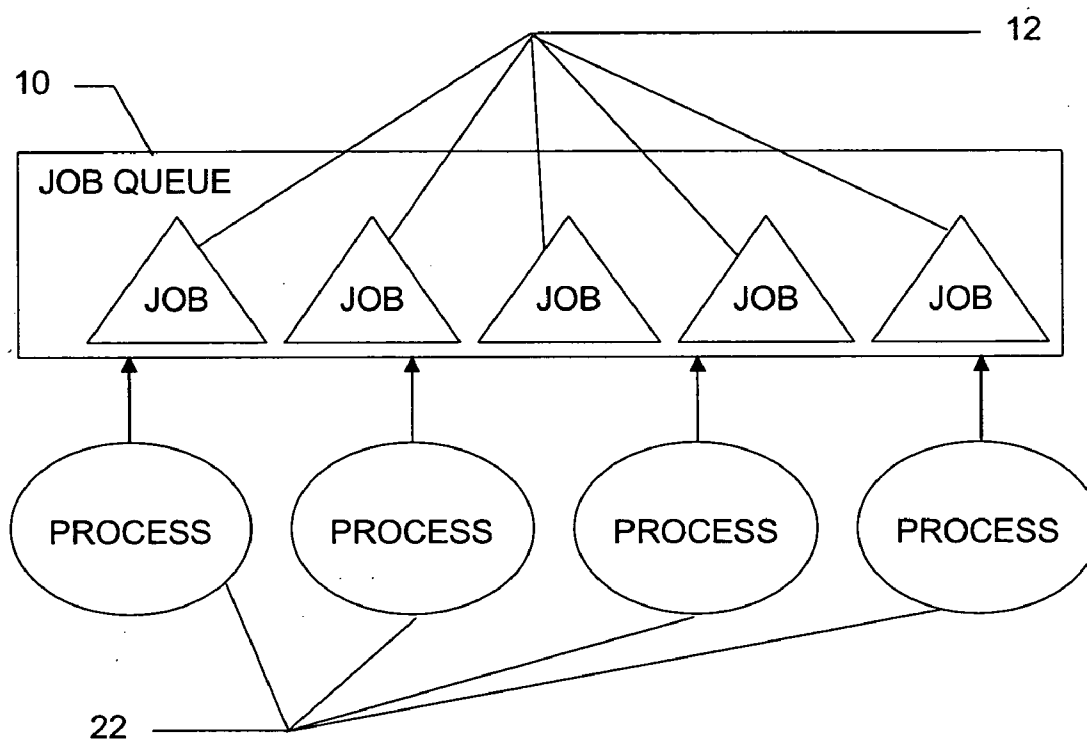 12
10
JOB QUEUE
JOB JOB JOB JOB JOB
PROCESS PROCESS PROCESS PROCESS
22